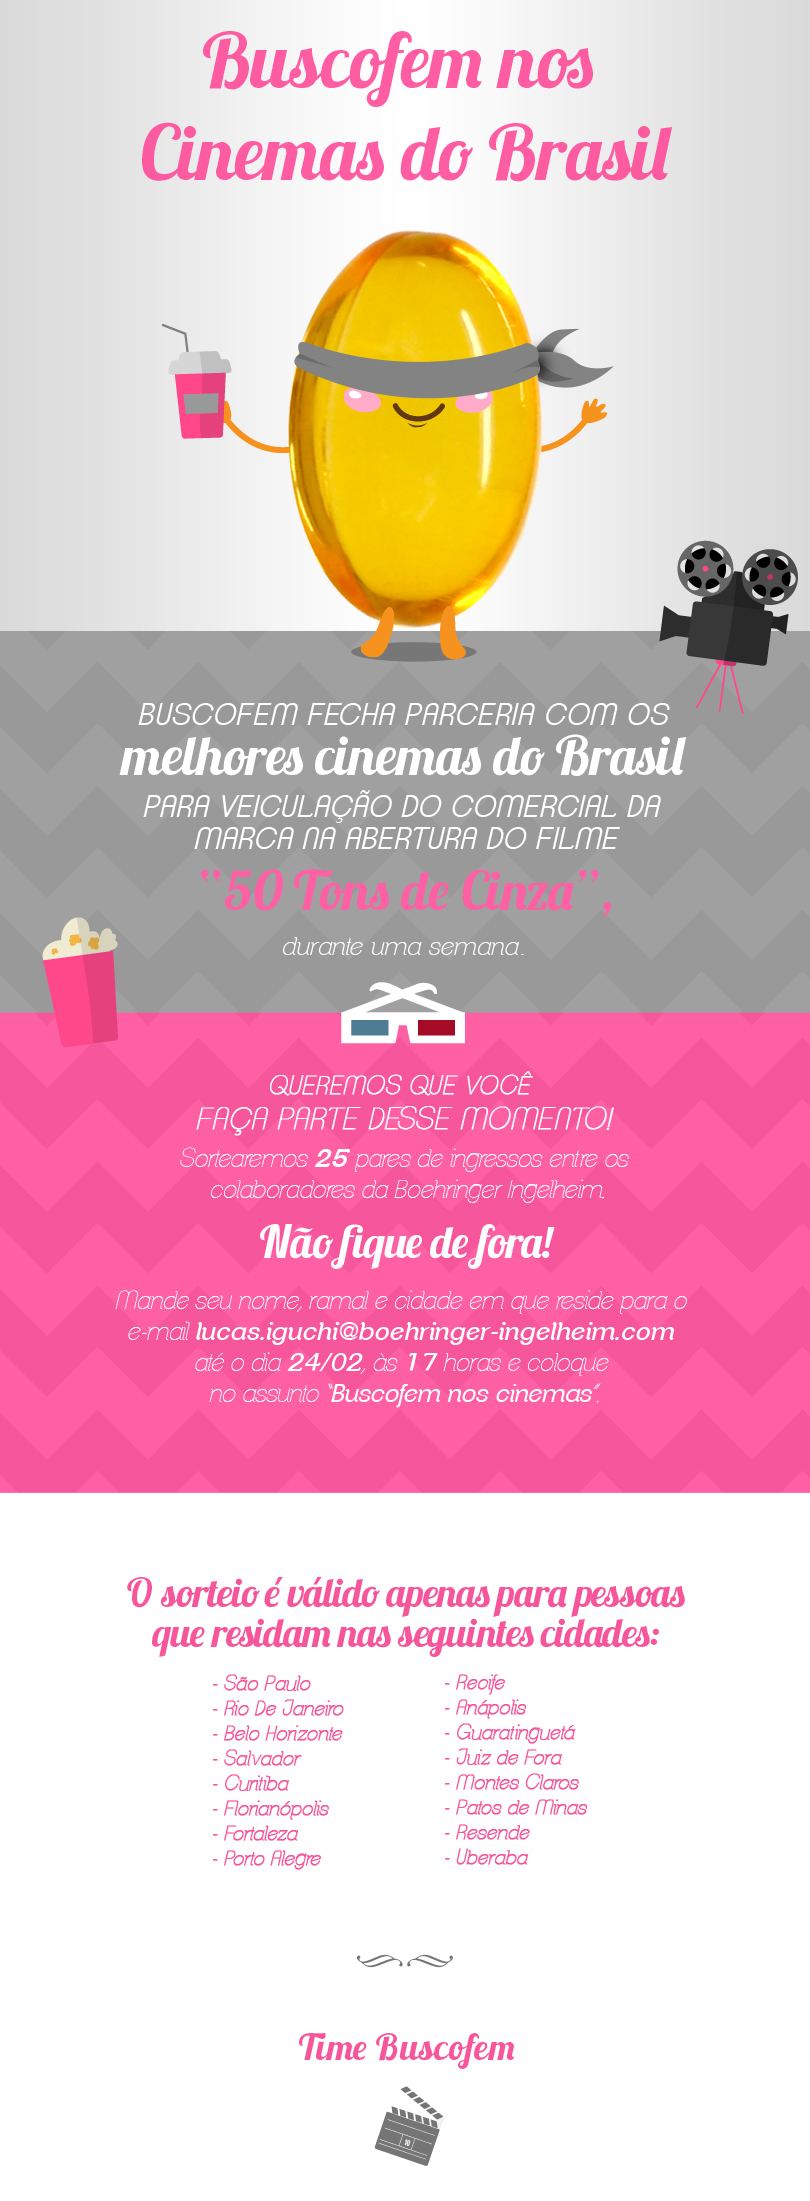 Buscofem nos
Cinemas do Brasil
BUSCOFEM FECHA PARCERIA COM OS
melhores cinemas do Brasil
PARA VEICULAÇÃO DO COMERCIAL DA
MARCA NA ABERTURA DO FILME
“50 Tons de Cinza”,
durante uma semana.
QUEREMOS QUE VOCÊ
FAÇA PARTE DESSE MOMENTO!
Sortearemos 25 pares de ingressos entre os
colaboradores da Boehringer Ingelheim.
Não fique de fora!
Mande seu nome, ramal e cidade em que reside para o
e-mail lucas.iguchi@boehringer-ingelheim.com
até o dia 24/02, às 17 horas e coloque
no assunto “Buscofem nos cinemas”.
O sorteio é válido apenas para pessoas
que residam nas seguintes cidades:
- São Paulo
- Rio De Janeiro
- Belo Horizonte
- Salvador
- Curitiba
- Florianópolis
- Fortaleza
- Porto Alegre
- Recife
- Anápolis
- Guaratinguetá
- Juiz de Fora
- Montes Claros
- Patos de Minas
- Resende
- Uberaba
Time Buscofem
10